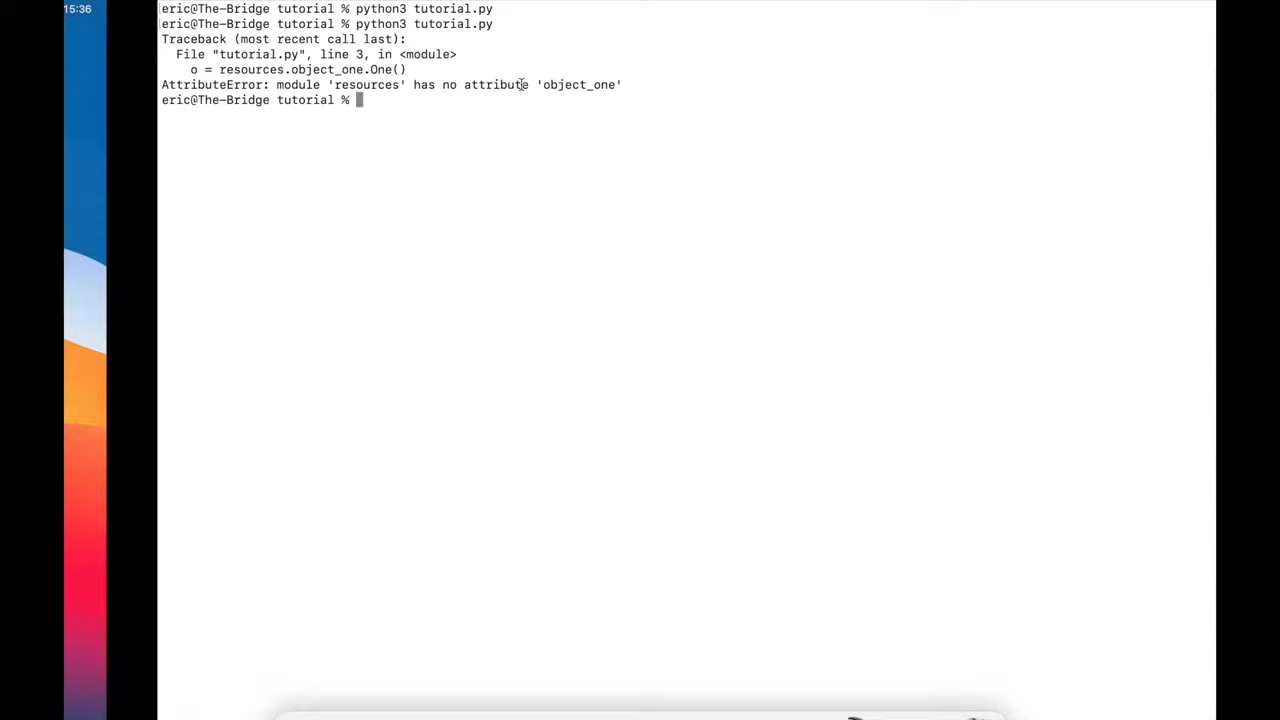 15:36
eric@The-Bridge tutorial % python3 tutorial.py
eric@The-Bridge tutorial % python3 tutorial.py
Traceback (most recent call last):
  File "tutorial.py", line 3, in <module>
    o = resources.object_one.One()
AttributeError: module 'resources' has no attribute 'object_one'
eric@The-Bridge tutorial %